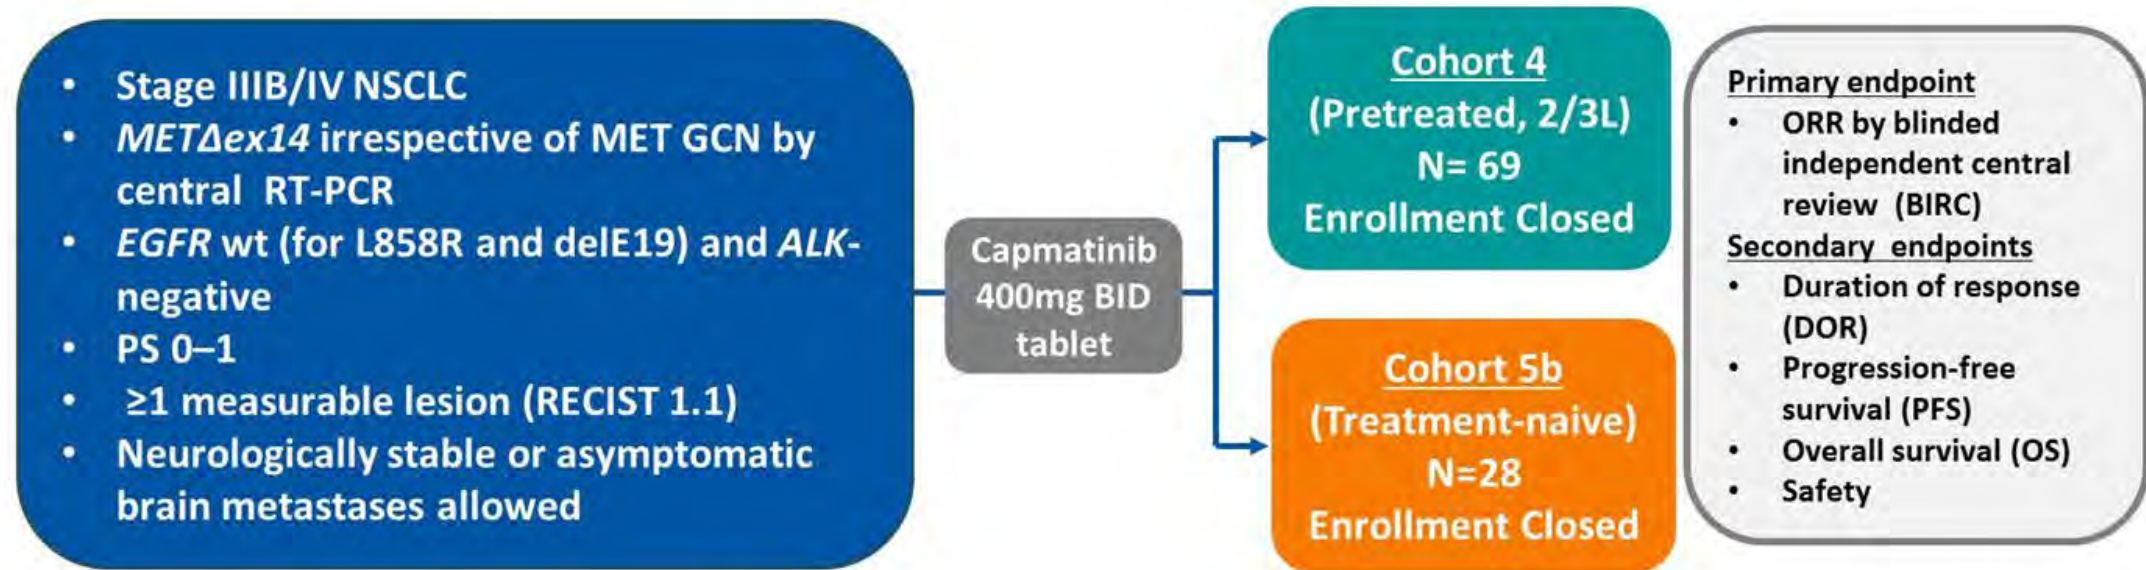 • Stage IIIB/IV NSCLC
• METΔex14 irrespective of MET GCN by
central RT-PCR
• EGFR wt (for L858R and delE19) and ALK-
negative
• PS 0–1
• ≥1 measurable lesion (RECIST 1.1)
• Neurologically stable or asymptomatic
brain metastases allowed
Capmatinib
400mg BID
tablet
Cohort 4
(Pretreated, 2/3L)
N= 69
Enrollment Closed
Cohort 5b
(Treatment-naive)
N=28
Enrollment Closed
Primary endpoint
• ORR by blinded
independent central
review (BIRC)
Secondary endpoints
• Duration of response
(DOR)
• Progression-free
survival (PFS)
• Overall survival (OS)
• Safety